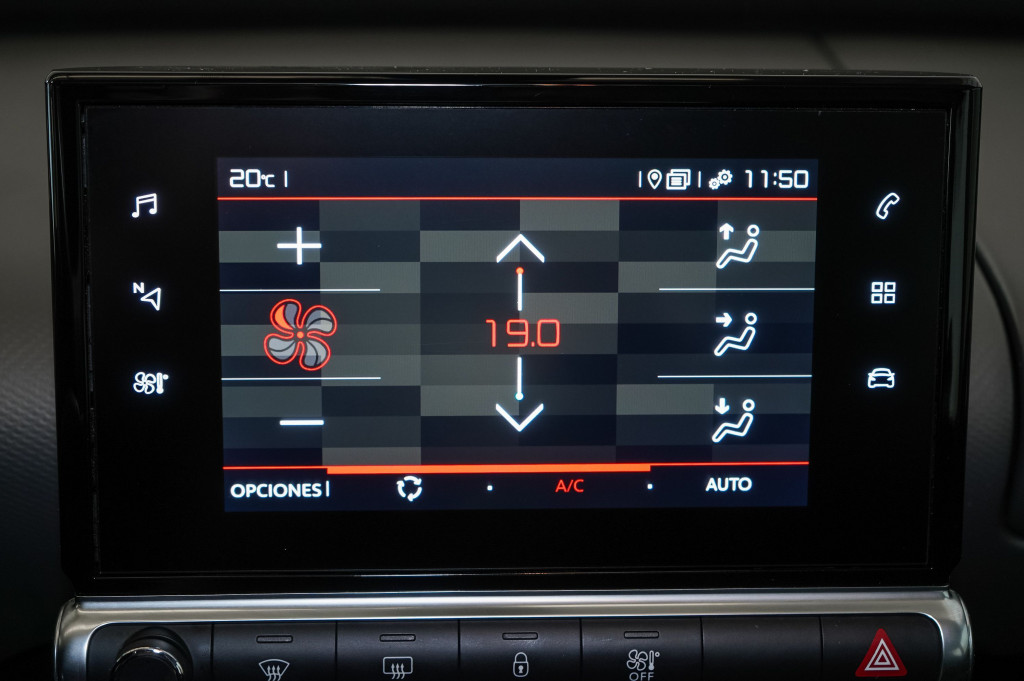 20°C
11:50
N
19.0
OPCIONES
A/C
AUTO
OFF